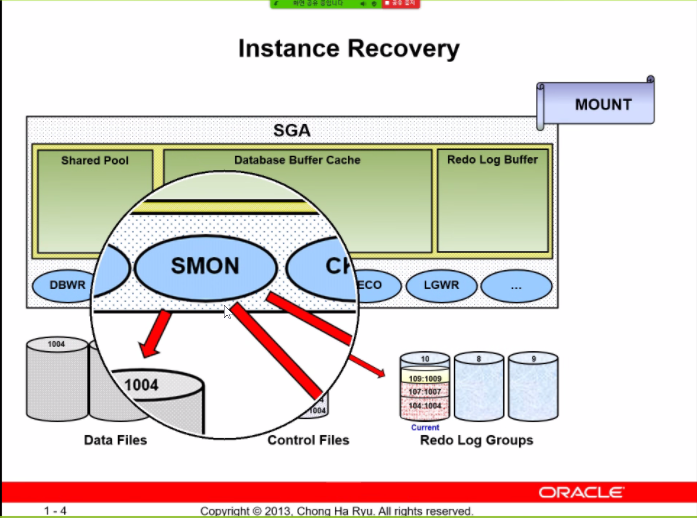 화면 공유 중입니다
공유 중지
Instance Recovery
MOUNT
SGA
Shared Pool
Database Buffer Cache
Redo Log Buffer
SMON
DBWR
ECO
LGWR
...
1004
1004
1004
10
8
9
109:1009
107:1007
104:1004
Current
Data Files
Control Files
Redo Log Groups
ORACLE
1 - 4
Copyright © 2013, Chong Ha Ryu. All rights reserved.